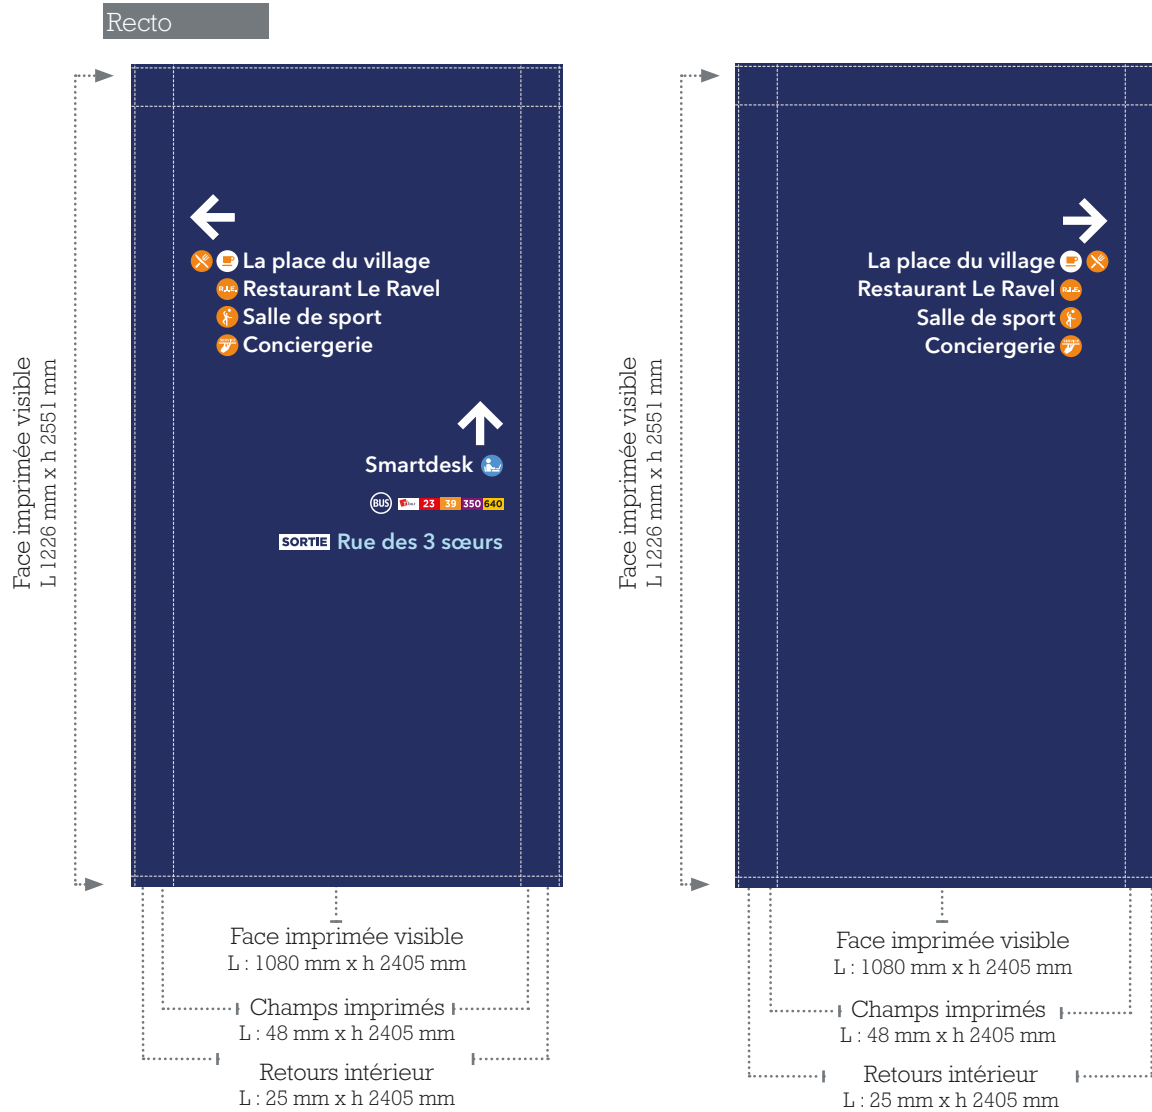 Recto
Face imprimée visible
L 1226 mm x h 2551 mm
La place du village
R.I.E. Restaurant Le Ravel
Salle de sport
Conciergerie
Smartdesk
BUS 23 39 350 640
SORTIE Rue des 3 sœurs
Face imprimée visible
L : 1080 mm x h 2405 mm
Champs imprimés
L : 48 mm x h 2405 mm
Retours intérieur
L : 25 mm x h 2405 mm
Face imprimée visible
L 1226 mm x h 2551 mm
La place du village
Restaurant Le Ravel R.I.E.
Salle de sport
Conciergerie
Face imprimée visible
L : 1080 mm x h 2405 mm
Champs imprimés
L : 48 mm x h 2405 mm
Retours intérieur
L : 25 mm x h 2405 mm